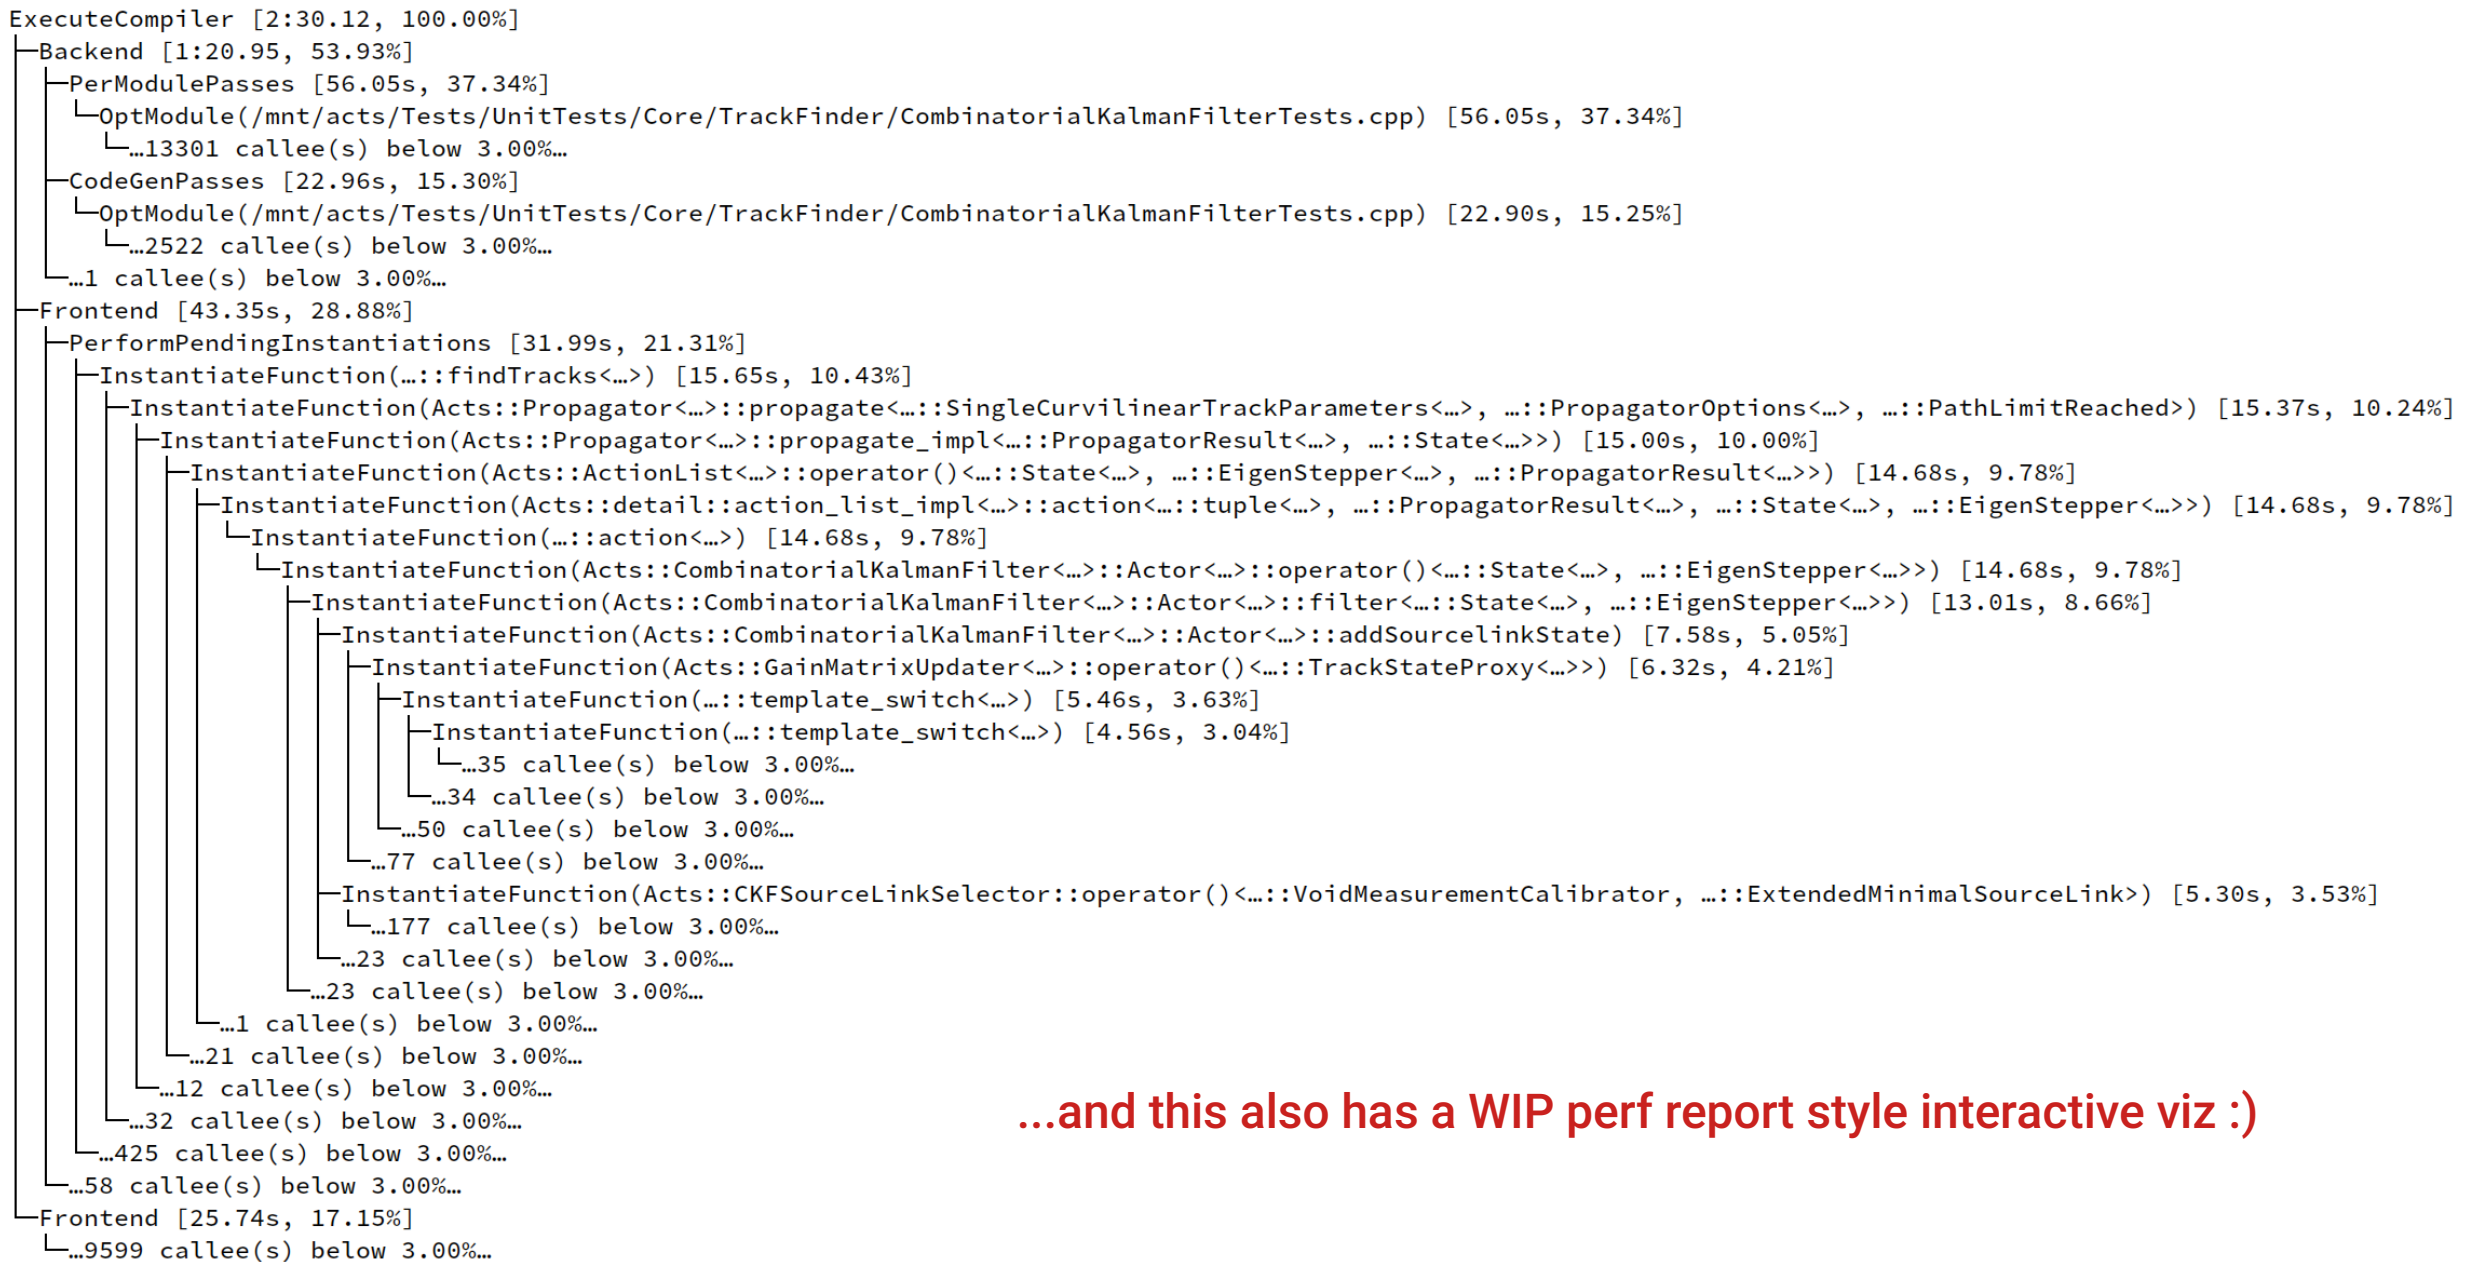 ExecuteCompiler [2:30.12, 100.00%]
Backend [1:20.95, 53.93%]
PerModulePasses [56.05s, 37.34%]
OptModule(/mnt/acts/Tests/UnitTests/Core/TrackFinder/CombinatorialKalmanFilterTests.cpp) [56.05s, 37.34%]
…13301 callee(s) below 3.00%…
CodeGenPasses [22.96s, 15.30%]
OptModule(/mnt/acts/Tests/UnitTests/Core/TrackFinder/CombinatorialKalmanFilterTests.cpp) [22.90s, 15.25%]
…2522 callee(s) below 3.00%…
…1 callee(s) below 3.00%…
Frontend [43.35s, 28.88%]
PerformPendingInstantiations [31.99s, 21.31%]
InstantiateFunction(…::findTracks<…>) [15.65s, 10.43%]
InstantiateFunction(Acts::Propagator<…>::propagate<…::SingleCurvilinearTrackParameters<…>, …::PropagatorOptions<…>, …::PathLimitReached>) [15.37s, 10.24%]
InstantiateFunction(Acts::Propagator<…>::propagate_impl<…::PropagatorResult<…>, …::State<…>>) [15.00s, 10.00%]
InstantiateFunction(Acts::ActionList<…>::operator()<…::State<…>, …::EigenStepper<…>, …::PropagatorResult<…>>) [14.68s, 9.78%]
InstantiateFunction(Acts::detail::action_list_impl<…>::action<…::tuple<…>, …::PropagatorResult<…>, …::State<…>, …::EigenStepper<…>>) [14.68s, 9.78%]
InstantiateFunction(…::action<…>) [14.68s, 9.78%]
InstantiateFunction(Acts::CombinatorialKalmanFilter<…>::Actor<…>::operator()<…::State<…>, …::EigenStepper<…>>) [14.68s, 9.78%]
InstantiateFunction(Acts::CombinatorialKalmanFilter<…>::Actor<…>::filter<…::State<…>, …::EigenStepper<…>>) [13.01s, 8.66%]
InstantiateFunction(Acts::CombinatorialKalmanFilter<…>::Actor<…>::addSourcelinkState) [7.58s, 5.05%]
InstantiateFunction(Acts::GainMatrixUpdater<…>::operator()<…::TrackStateProxy<…>>) [6.32s, 4.21%]
InstantiateFunction(…::template_switch<…>) [5.46s, 3.63%]
InstantiateFunction(…::template_switch<…>) [4.56s, 3.04%]
…35 callee(s) below 3.00%…
…34 callee(s) below 3.00%…
…50 callee(s) below 3.00%…
…77 callee(s) below 3.00%…
InstantiateFunction(Acts::CKFSourceLinkSelector::operator()<…::VoidMeasurementCalibrator, …::ExtendedMinimalSourceLink>) [5.30s, 3.53%]
…177 callee(s) below 3.00%…
…23 callee(s) below 3.00%…
…23 callee(s) below 3.00%…
…1 callee(s) below 3.00%…
…21 callee(s) below 3.00%…
…12 callee(s) below 3.00%…
…32 callee(s) below 3.00%…
…425 callee(s) below 3.00%…
…58 callee(s) below 3.00%…
Frontend [25.74s, 17.15%]
…9599 callee(s) below 3.00%…
…and this also has a WIP perf report style interactive viz :)